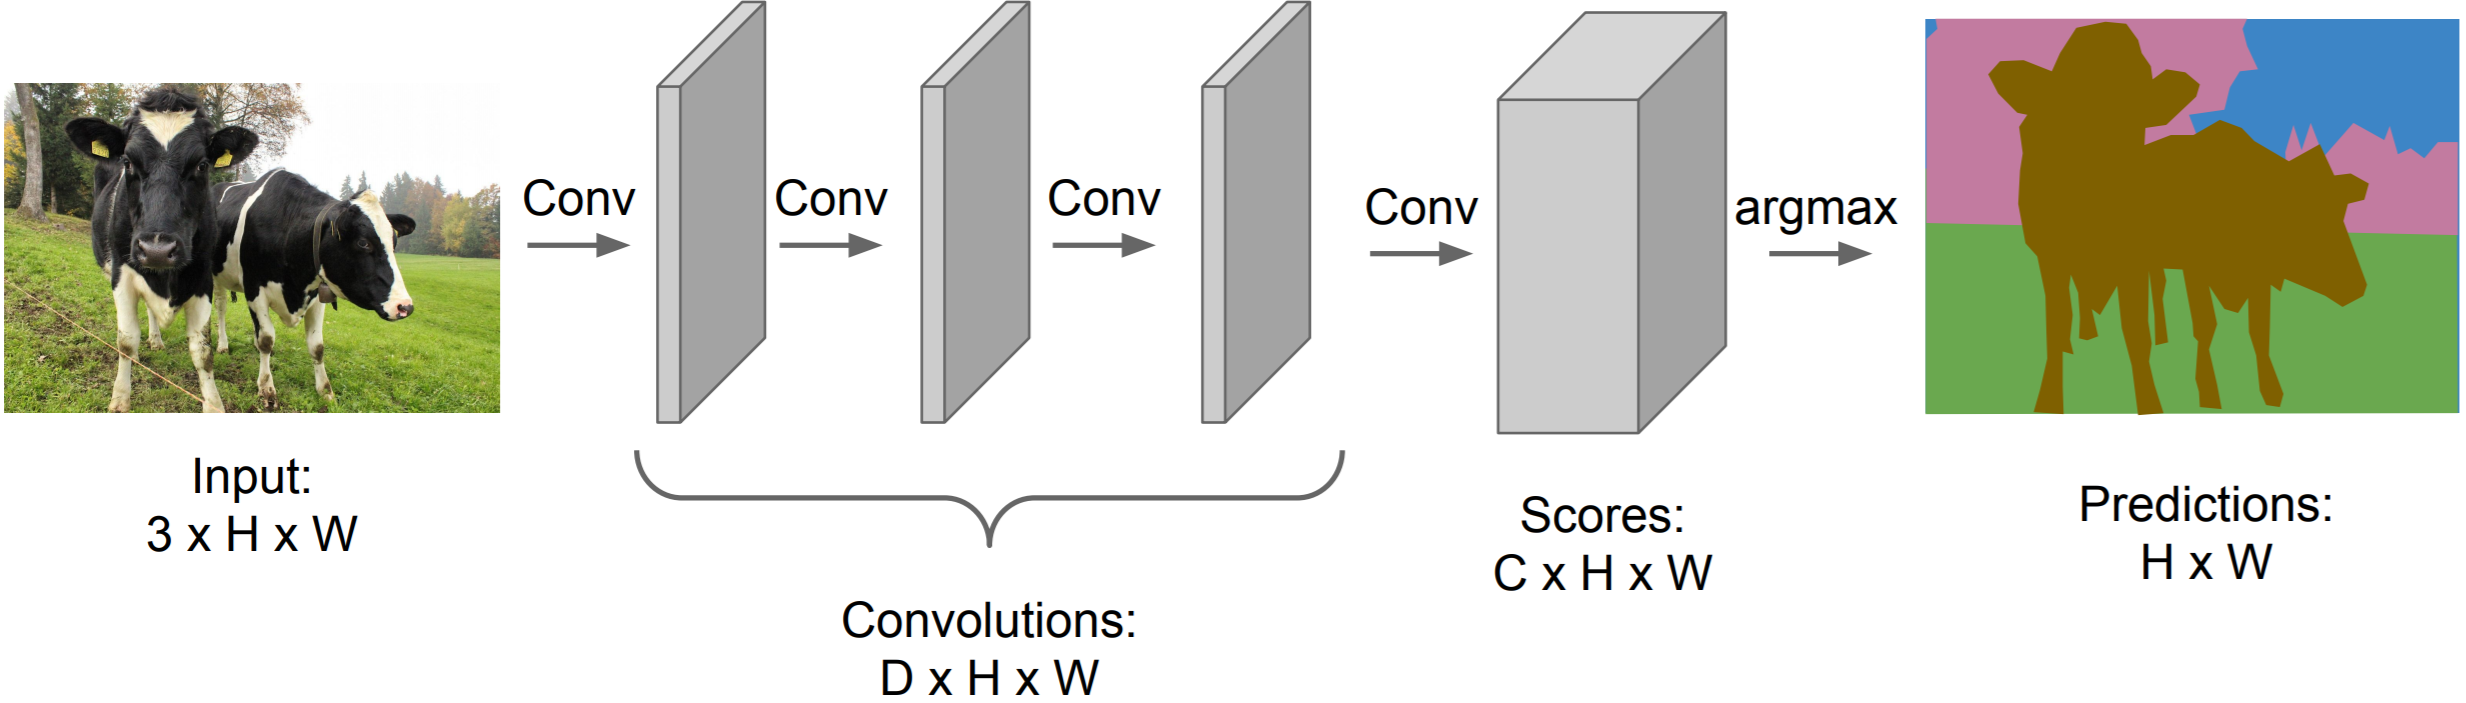 Conv
Conv
Conv
Conv
argmax
Input:
3 x H x W
Convolutions:
D x H x W
Scores:
C x H x W
Predictions:
H x W